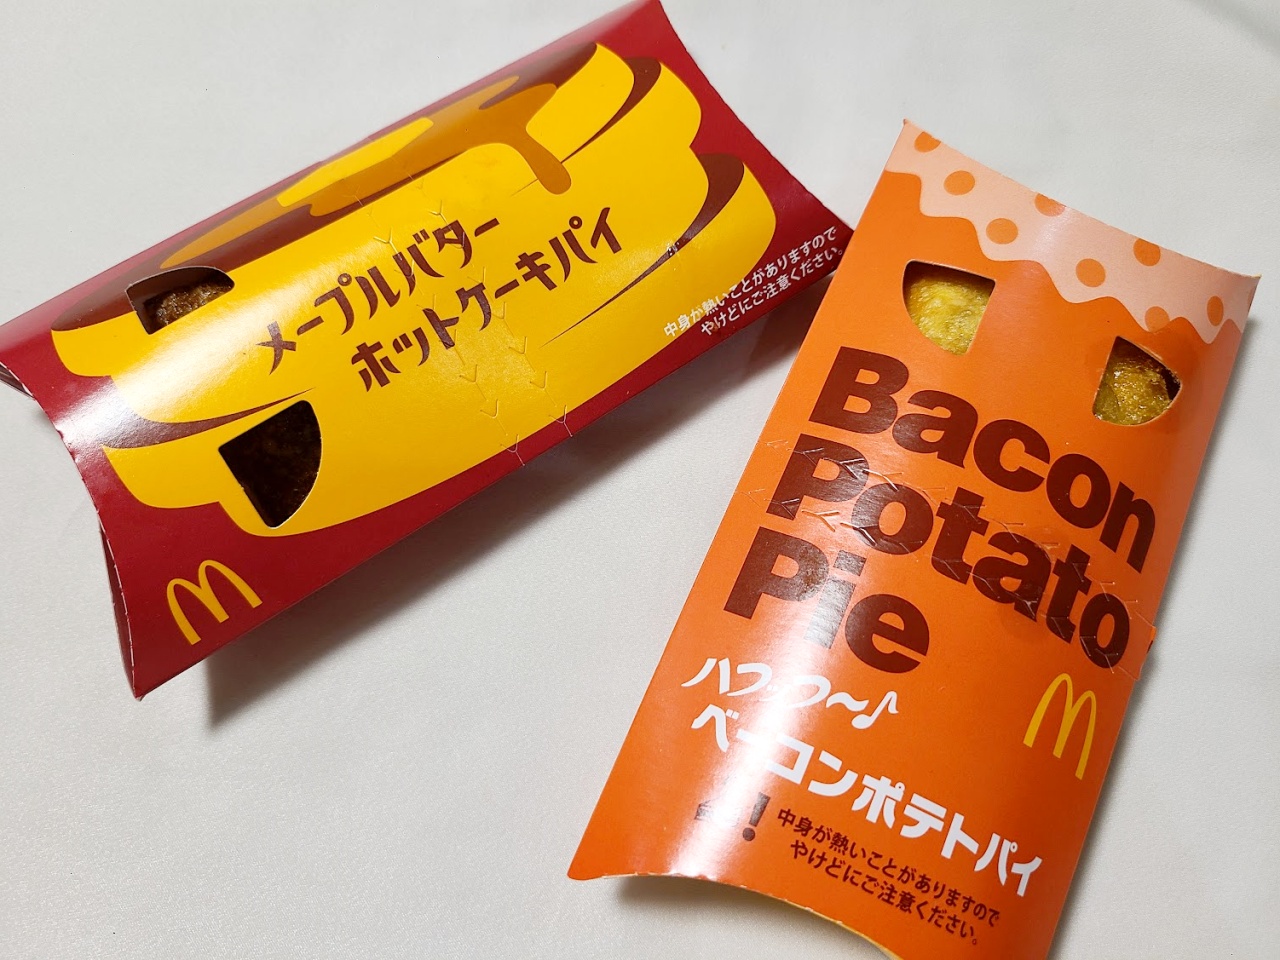 メープルバター
ホットケーキパイ
中身が熱いことがありますので
やけどにご注意ください。
Bacon
Potato
Pie
ハフッフ〜♪
ベーコンポテトパイ
!
中身が熱いことがありますので
やけどにご注意ください。